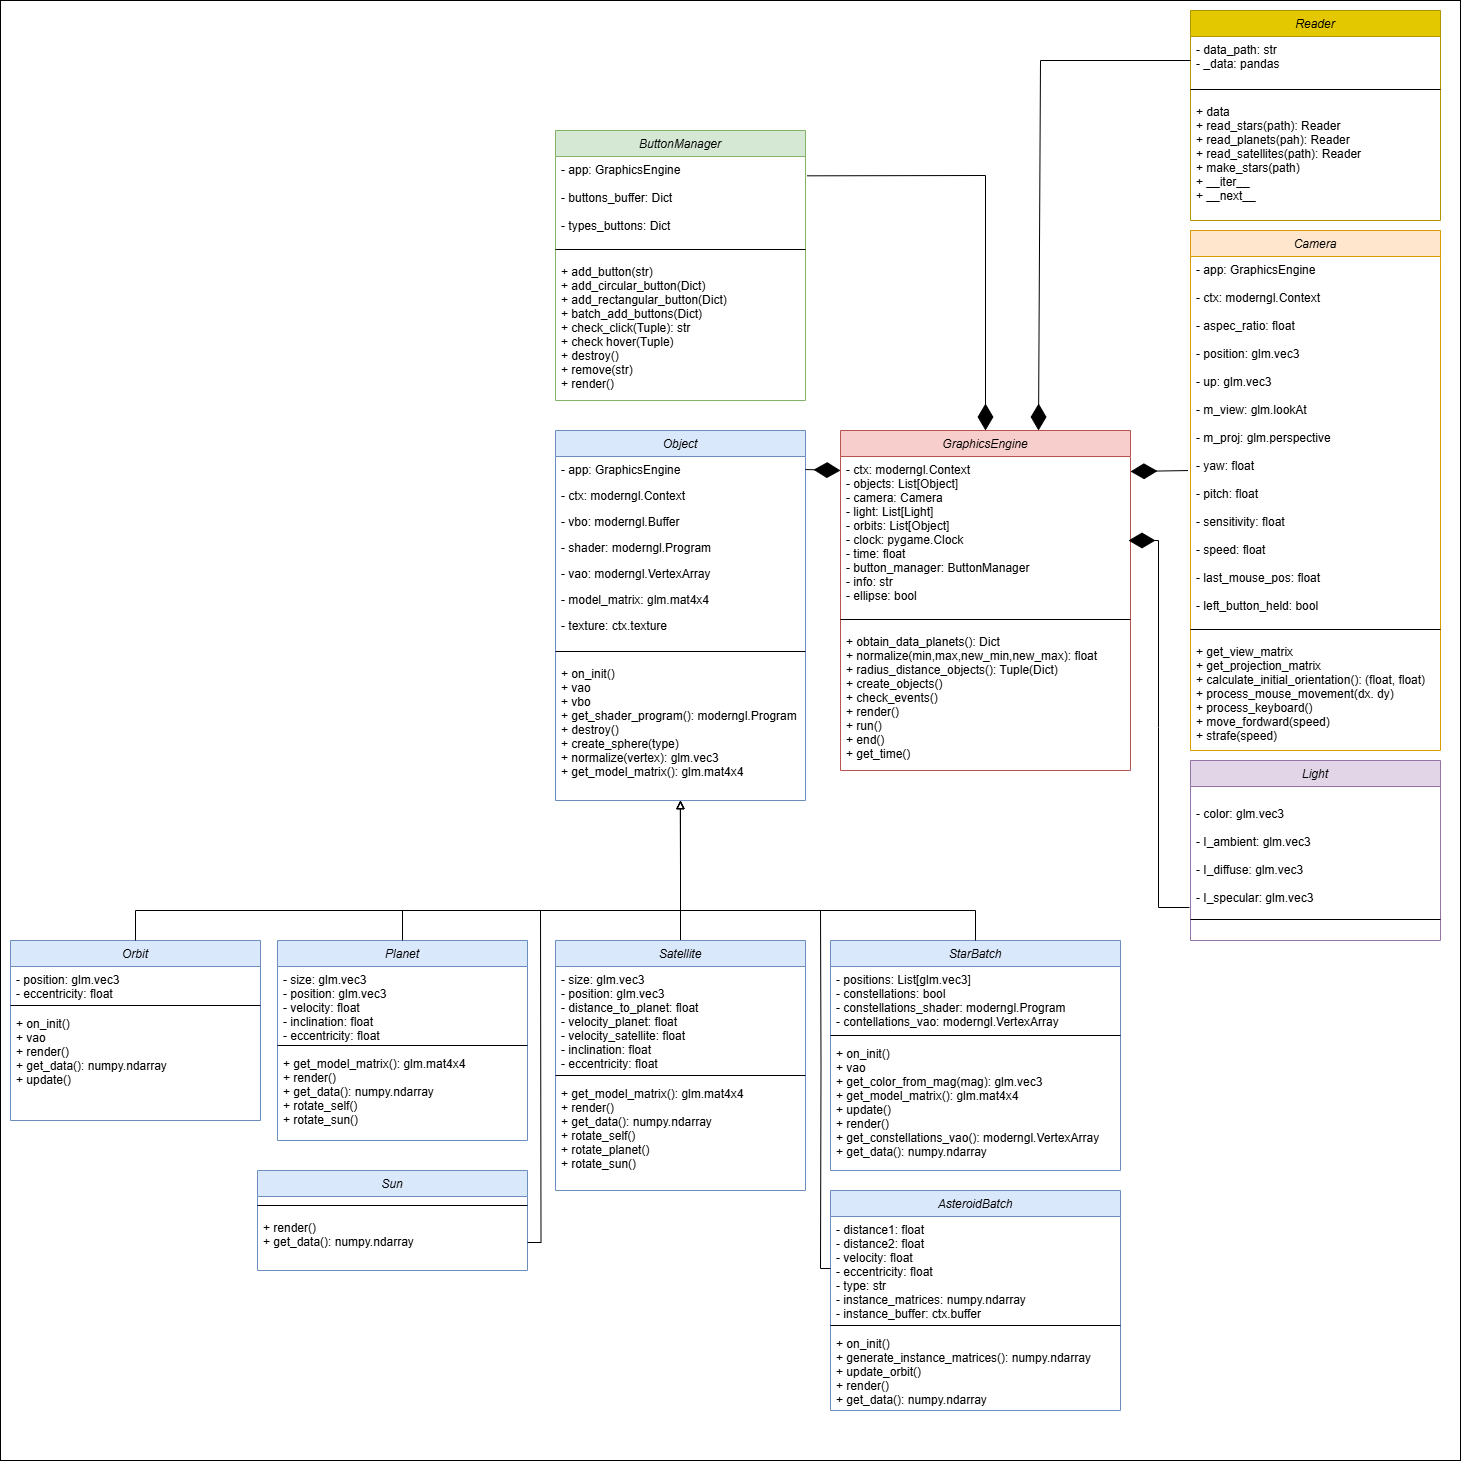 Reader
- data_path: str
- _data: pandas
+ data
+ read_stars(path): Reader
+ read_planets(pah): Reader
+ read_satellites(path): Reader
+ make_stars(path)
+ __iter__
+ __next__
ButtonManager
- app: GraphicsEngine
- buttons_buffer: Dict
- types_buttons: Dict
+ add_button(str)
+ add_circular_button(Dict)
+ add_rectangular_button(Dict)
+ batch_add_buttons(Dict)
+ check_click(Tuple): str
+ check hover(Tuple)
+ destroy()
+ remove(str)
+ render()
Camera
- app: GraphicsEngine
- ctx: moderngl.Context
- aspec_ratio: float
- position: glm.vec3
- up: glm.vec3
- m_view: glm.lookAt
- m_proj: glm.perspective
- yaw: float
- pitch: float
- sensitivity: float
- speed: float
- last_mouse_pos: float
- left_button_held: bool
+ get_view_matrix
+ get_projection_matrix
+ calculate_initial_orientation(): (float, float)
+ process_mouse_movement(dx. dy)
+ process_keyboard()
+ move_fordward(speed)
+ strafe(speed)
Object
- app: GraphicsEngine
- ctx: moderngl.Context
- vbo: moderngl.Buffer
- shader: moderngl.Program
- vao: moderngl.VertexArray
- model_matrix: glm.mat4x4
- texture: ctx.texture
+ on_init()
+ vao
+ vbo
+ get_shader_program(): moderngl.Program
+ destroy()
+ create_sphere(type)
+ normalize(vertex): glm.vec3
+ get_model_matrix(): glm.mat4x4
GraphicsEngine
- ctx: moderngl.Context
- objects: List[Object]
- camera: Camera
- light: List[Light]
- orbits: List[Object]
- clock: pygame.Clock
- time: float
- button_manager: ButtonManager
- info: str
- ellipse: bool
+ obtain_data_planets(): Dict
+ normalize(min,max,new_min,new_max): float
+ radius_distance_objects(): Tuple(Dict)
+ create_objects()
+ check_events()
+ render()
+ run()
+ end()
+ get_time()
Light
- color: glm.vec3
- I_ambient: glm.vec3
- I_diffuse: glm.vec3
- I_specular: glm.vec3
Orbit
- position: glm.vec3
- eccentricity: float
+ on_init()
+ vao
+ render()
+ get_data(): numpy.ndarray
+ update()
Planet
- size: glm.vec3
- position: glm.vec3
- velocity: float
- inclination: float
- eccentricity: float
+ get_model_matrix(): glm.mat4x4
+ render()
+ get_data(): numpy.ndarray
+ rotate_self()
+ rotate_sun()
Satellite
- size: glm.vec3
- position: glm.vec3
- distance_to_planet: float
- velocity_planet: float
- velocity_satellite: float
- inclination: float
- eccentricity: float
+ get_model_matrix(): glm.mat4x4
+ render()
+ get_data(): numpy.ndarray
+ rotate_self()
+ rotate_planet()
+ rotate_sun()
StarBatch
- positions: List[glm.vec3]
- constellations: bool
- constellations_shader: moderngl.Program
- contellations_vao: moderngl.VertexArray
+ on_init()
+ vao
+ get_color_from_mag(mag): glm.vec3
+ get_model_matrix(): glm.mat4x4
+ update()
+ render()
+ get_constellations_vao(): moderngl.VertexArray
+ get_data(): numpy.ndarray
Sun
+ render()
+ get_data(): numpy.ndarray
AsteroidBatch
- distance1: float
- distance2: float
- velocity: float
- eccentricity: float
- type: str
- instance_matrices: numpy.ndarray
- instance_buffer: ctx.buffer
+ on_init()
+ generate_instance_matrices(): numpy.ndarray
+ update_orbit()
+ render()
+ get_data(): numpy.ndarray